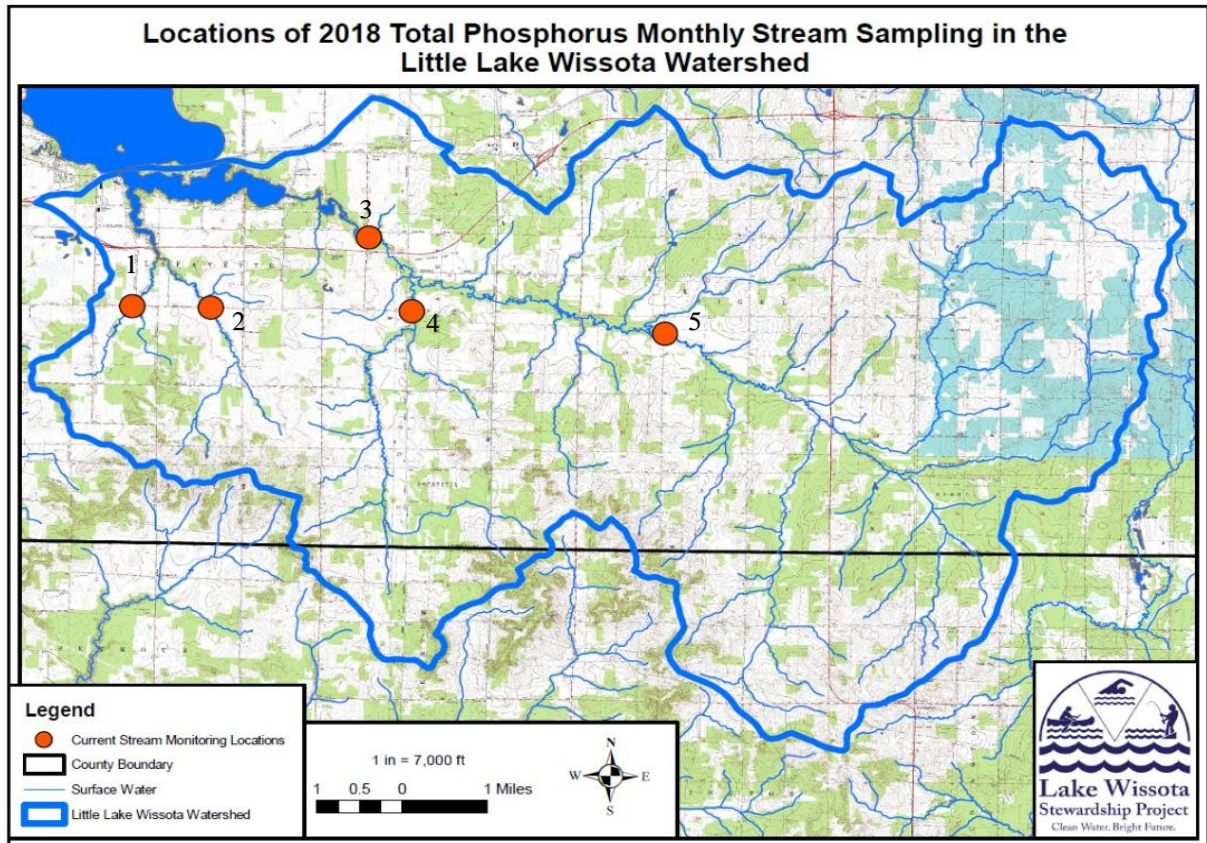 Locations of 2018 Total Phosphorus Monthly Stream Sampling in the
Little Lake Wissota Watershed
3
1
2
4
5
Legend
Current Stream Monitoring Locations
County Boundary
Surface Water
Little Lake Wissota Watershed
1 in = 7,000 ft
1 0.5 0 1 Miles
N
W E
S
Lake Wissota
Stewardship Project
Clean Water. Bright Future.